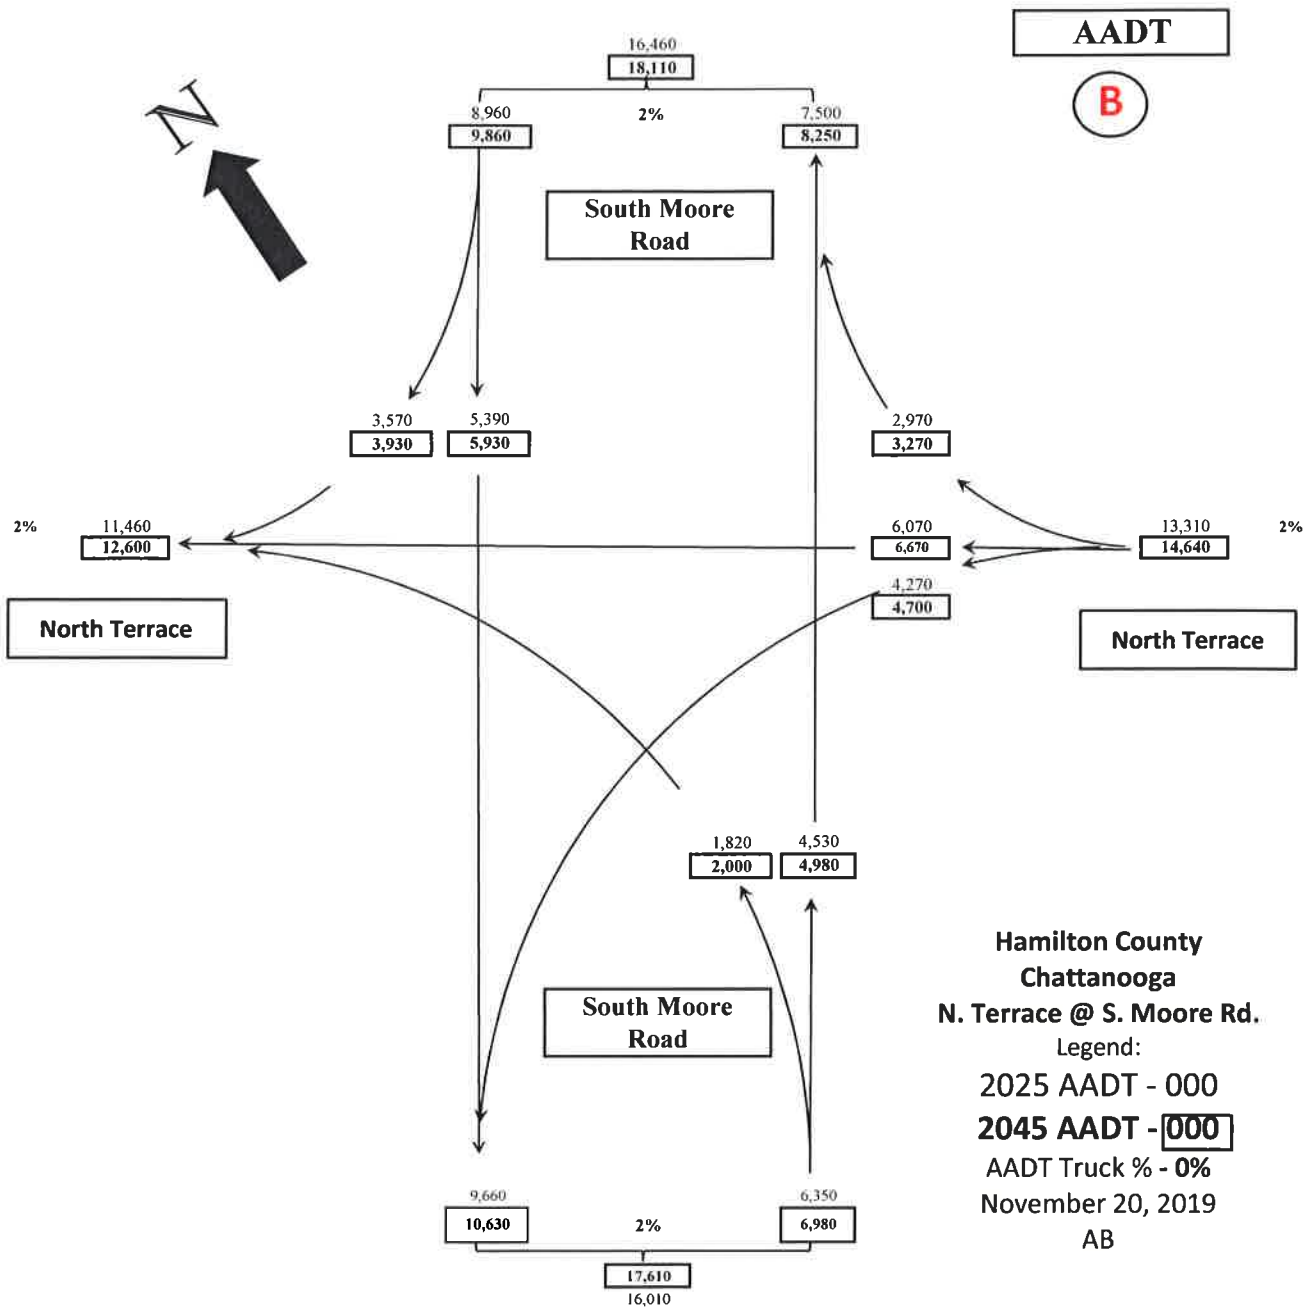 AADT
B
N
16,460
18,110
8,960
9,860
2%
7,500
8,250
South Moore
Road
3,570
3,930
5,390
5,930
2,970
3,270
2%
11,460
12,600
6,070
6,670
13,310
14,640
2%
4,270
4,700
North Terrace
North Terrace
1,820
2,000
4,530
4,980
South Moore
Road
Hamilton County
Chattanooga
N. Terrace @ S. Moore Rd.
Legend:
2025 AADT - 000
2045 AADT - 000
AADT Truck % - 0%
November 20, 2019
AB
9,660
10,630
2%
6,350
6,980
17,610
16,010